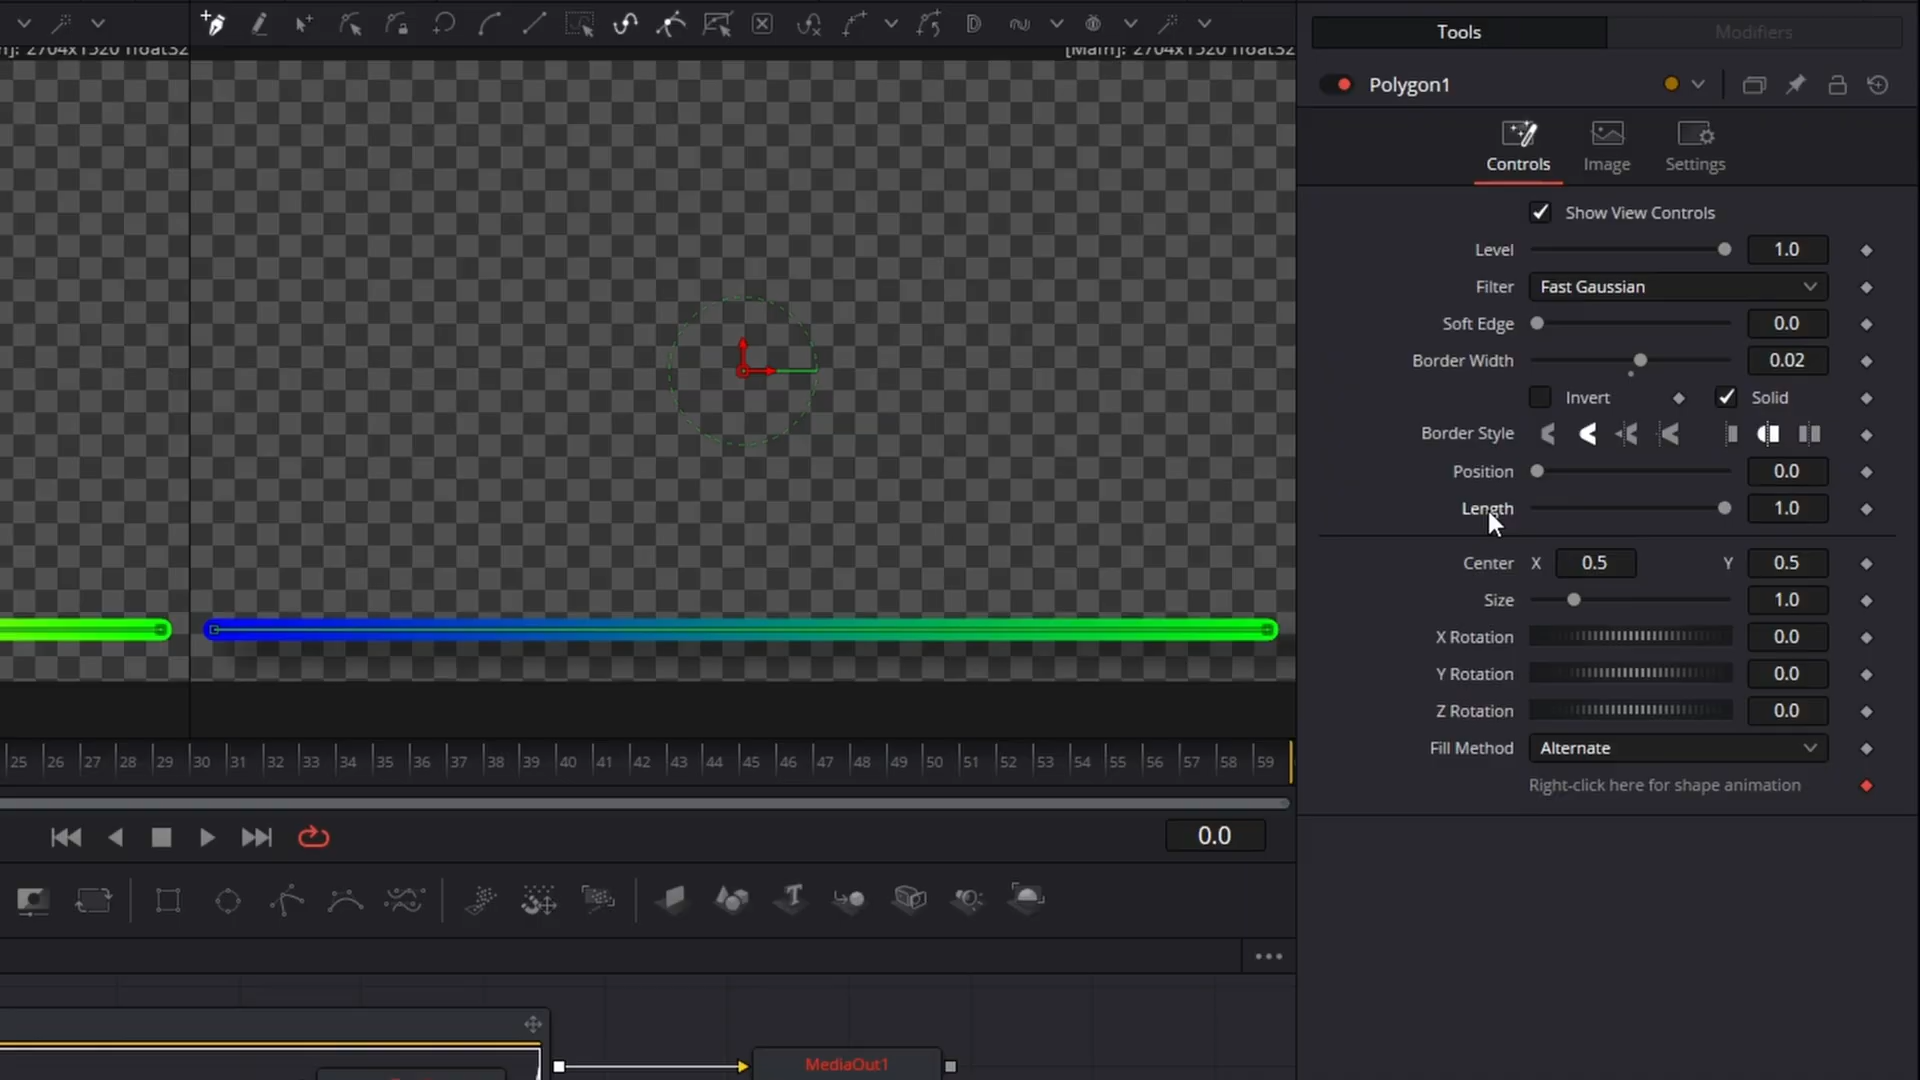 [Main]: 2704x1520 float32
Tools
Modifiers
Polygon1
Controls
Image
Settings
Show View Controls
Level 1.0
Filter Fast Gaussian
Soft Edge 0.0
Border Width 0.02
Invert Solid
Border Style
Position 0.0
Length 1.0
Center X 0.5 Y 0.5
Size 1.0
X Rotation 0.0
Y Rotation 0.0
Z Rotation 0.0
Fill Method Alternate
Right-click here for shape animation
25 26 27 28 29 30 31 32 33 34 35 36 37 38 39 40 41 42 43 44 45 46 47 48 49 50 51 52 53 54 55 56 57 58 59
0.0
MediaOut1